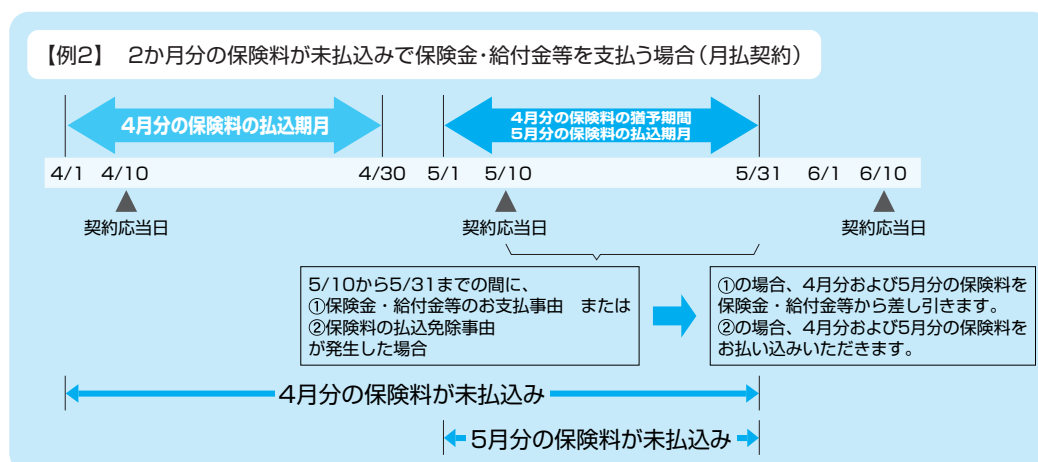 【例2】 2か月分の保険料が未払込みで保険金・給付金等を支払う場合（月払契約）
4月分の保険料の払込期月
4月分の保険料の猶予期間
5月分の保険料の払込期月
4/1 4/10 4/30 5/1 5/10 5/31 6/1 6/10
契約応当日 契約応当日 契約応当日
5/10から5/31までの間に、
①保険金・給付金等のお支払事由　または
②保険料の払込免除事由
が発生した場合
①の場合、4月分および5月分の保険料を
保険金・給付金等から差し引きます。
②の場合、4月分および5月分の保険料を
お払い込みいただきます。
4月分の保険料が未払込み
5月分の保険料が未払込み